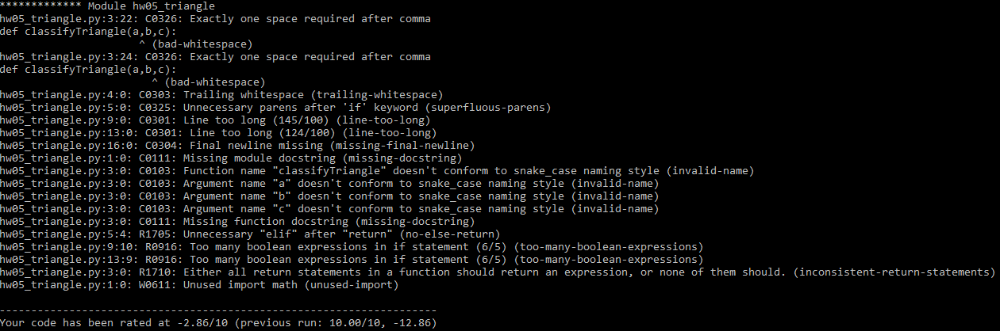 ************* Module hw05_triangle
hw05_triangle.py:3:22: C0326: Exactly one space required after comma
def classifyTriangle(a,b,c):
                      ^ (bad-whitespace)
hw05_triangle.py:3:24: C0326: Exactly one space required after comma
def classifyTriangle(a,b,c):
                        ^ (bad-whitespace)
hw05_triangle.py:4:0: C0303: Trailing whitespace (trailing-whitespace)
hw05_triangle.py:5:0: C0325: Unnecessary parens after 'if' keyword (superfluous-parens)
hw05_triangle.py:9:0: C0301: Line too long (145/100) (line-too-long)
hw05_triangle.py:13:0: C0301: Line too long (124/100) (line-too-long)
hw05_triangle.py:16:0: C0304: Final newline missing (missing-final-newline)
hw05_triangle.py:1:0: C0111: Missing module docstring (missing-docstring)
hw05_triangle.py:3:0: C0103: Function name "classifyTriangle" doesn't conform to snake_case naming style (invalid-name)
hw05_triangle.py:3:0: C0103: Argument name "a" doesn't conform to snake_case naming style (invalid-name)
hw05_triangle.py:3:0: C0103: Argument name "b" doesn't conform to snake_case naming style (invalid-name)
hw05_triangle.py:3:0: C0103: Argument name "c" doesn't conform to snake_case naming style (invalid-name)
hw05_triangle.py:3:0: C0111: Missing function docstring (missing-docstring)
hw05_triangle.py:5:4: R1705: Unnecessary "elif" after "return" (no-else-return)
hw05_triangle.py:9:10: R0916: Too many boolean expressions in if statement (6/5) (too-many-boolean-expressions)
hw05_triangle.py:13:9: R0916: Too many boolean expressions in if statement (6/5) (too-many-boolean-expressions)
hw05_triangle.py:3:0: R1710: Either all return statements in a function should return an expression, or none of them should. (inconsistent-return-statements)
hw05_triangle.py:1:0: W0611: Unused import math (unused-import)
---------------------------------------------------------------------
Your code has been rated at -2.86/10 (previous run: 10.00/10, -12.86)